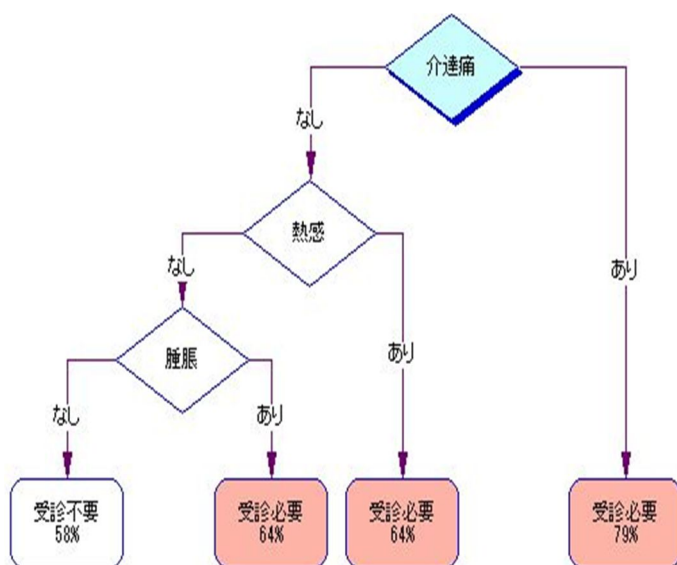 介達痛
なし
熱感
なし
あり
あり
腫脹
なし
あり
受診不要
58%
受診必要
64%
受診必要
64%
受診必要
79%